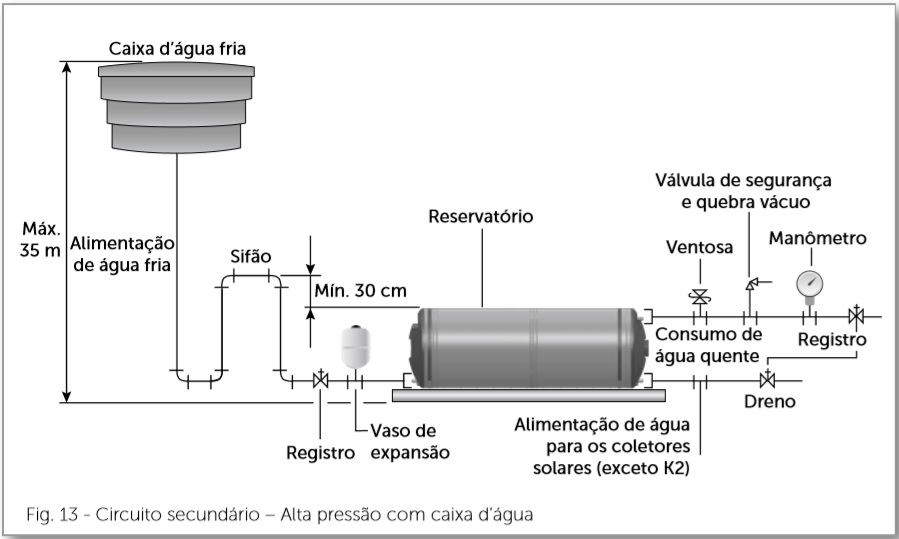 Caixa d'água fria
Máx.
35 m
Alimentação
de água fria
Sifão
Mín. 30 cm
Reservatório
Válvula de segurança
e quebra vácuo
Ventosa
Manômetro
Consumo de
água quente
Registro
Dreno
Alimentação de água
para os coletores
solares (exceto K2)
Registro
Vaso de
expansão
Fig. 13 - Circuito secundário – Alta pressão com caixa d'água